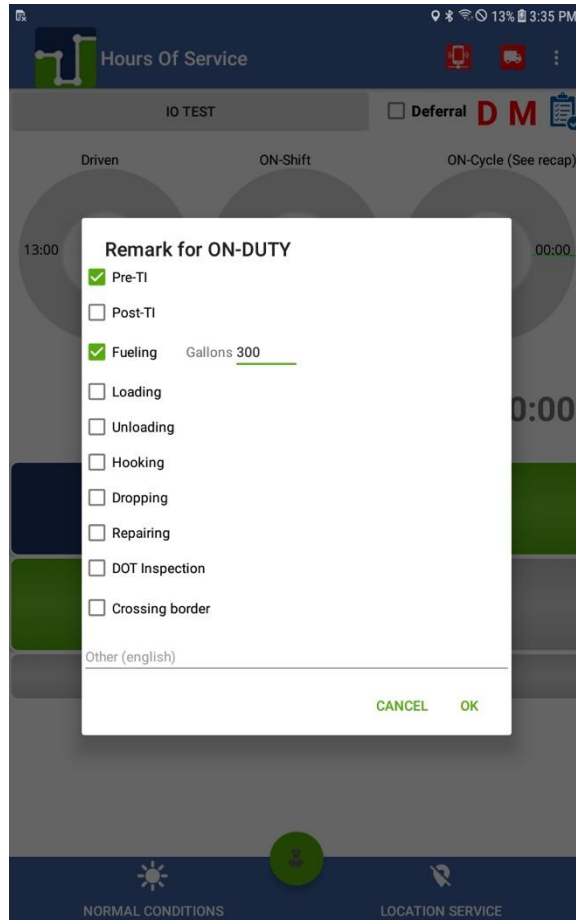 13% 3:35 PM
Hours Of Service
IO TEST
Deferral D M
Driven ON-Shift ON-Cycle (See recap)
13:00 00:00
Remark for ON-DUTY
Pre-TI
Post-TI
Fueling Gallons 300
Loading
Unloading
Hooking
Dropping
Repairing
DOT Inspection
Crossing border
Other (english)
CANCEL OK
0:00
NORMAL CONDITIONS LOCATION SERVICE